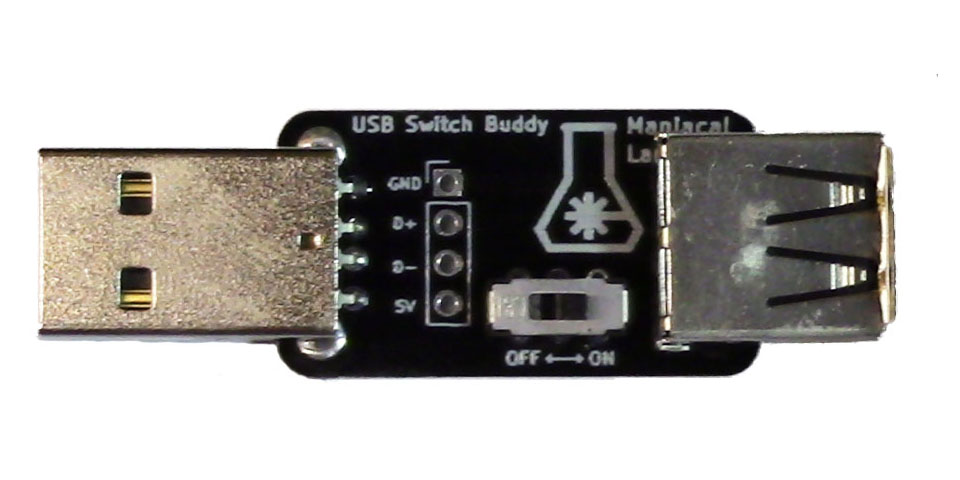 USB Switch Buddy
Maniacal
GND
D+
D-
5V
OFF ↔ ON